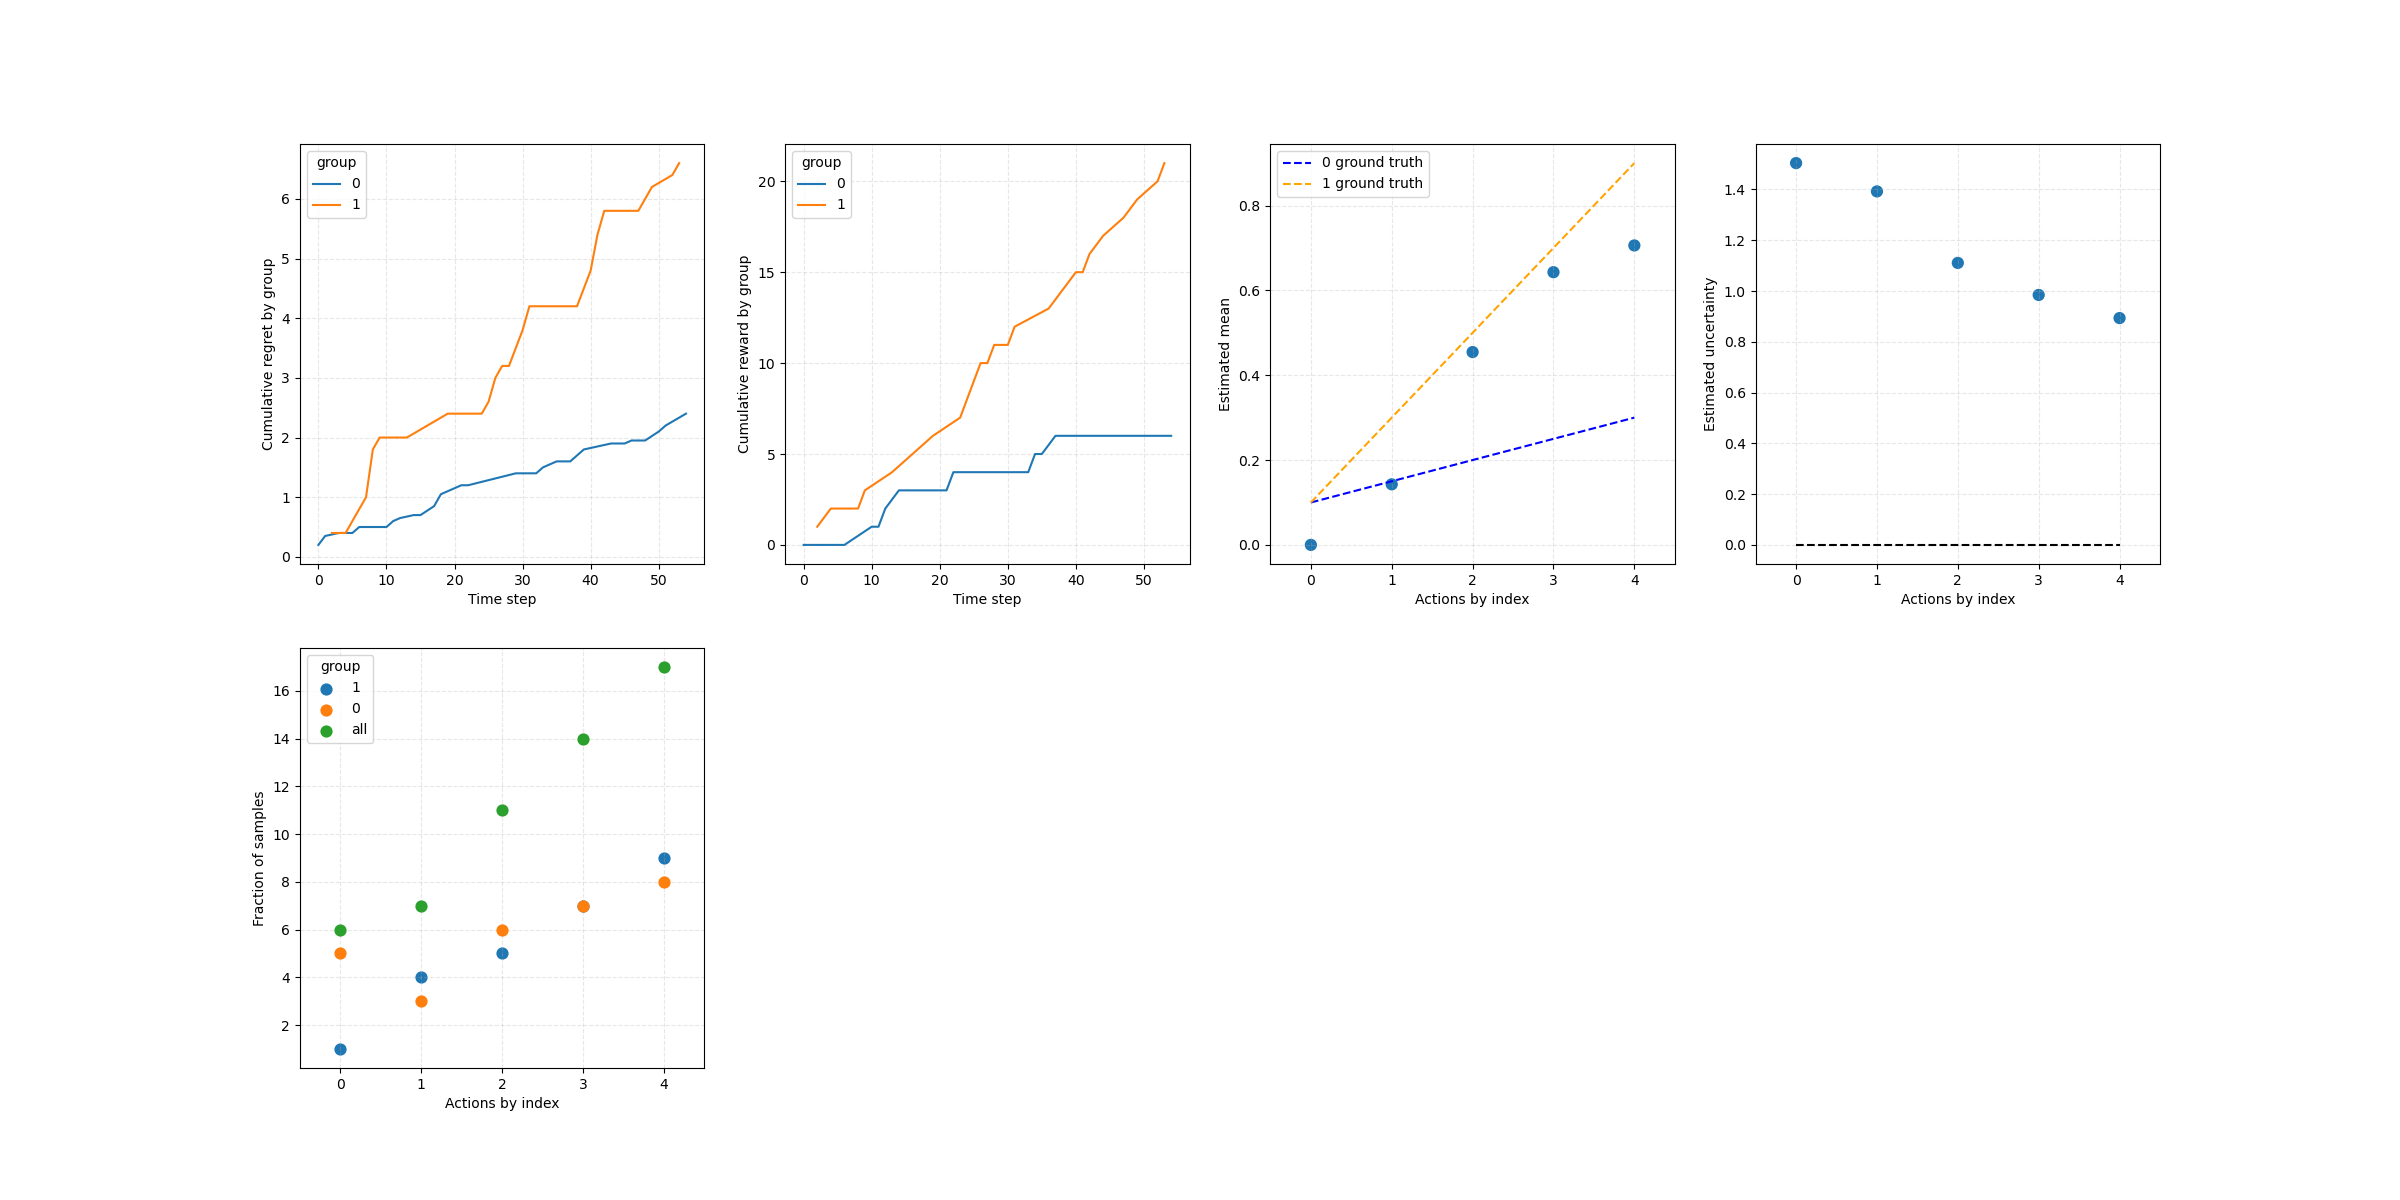 group
0
1
Cumulative regret by group
0
1
2
3
4
5
6
0 10 20 30 40 50
Time step
group
0
1
Cumulative reward by group
0
5
10
15
20
0 10 20 30 40 50
Time step
0 ground truth
1 ground truth
Estimated mean
0.0
0.2
0.4
0.6
0.8
0 1 2 3 4
Actions by index
Estimated uncertainty
0.0
0.2
0.4
0.6
0.8
1.0
1.2
1.4
0 1 2 3 4
Actions by index
group
1
0
all
Fraction of samples
2
4
6
8
10
12
14
16
0 1 2 3 4
Actions by index